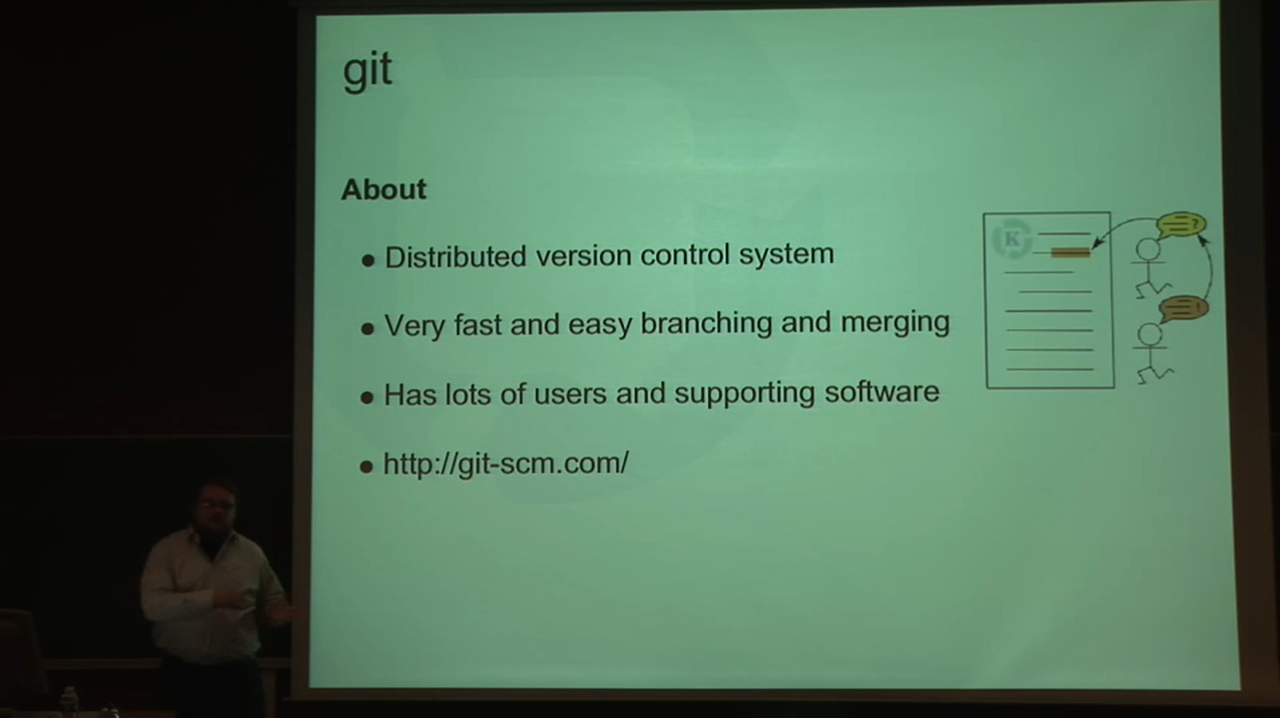 git
About
● Distributed version control system
● Very fast and easy branching and merging
● Has lots of users and supporting software
● http://git-scm.com/
K
?